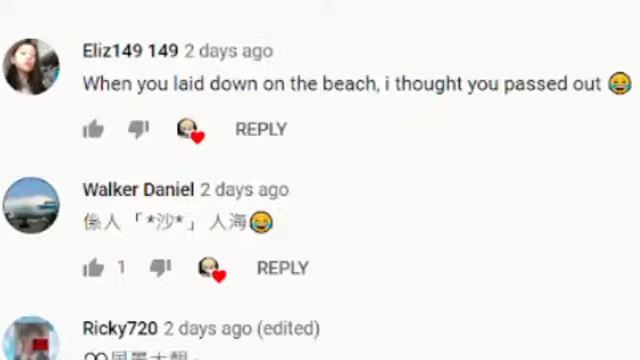 Eliz149 149 2 days ago
When you laid down on the beach, i thought you passed out 😂
REPLY
Walker Daniel 2 days ago
係人「*沙*」人海😂
1 REPLY
Ricky720 2 days ago (edited)